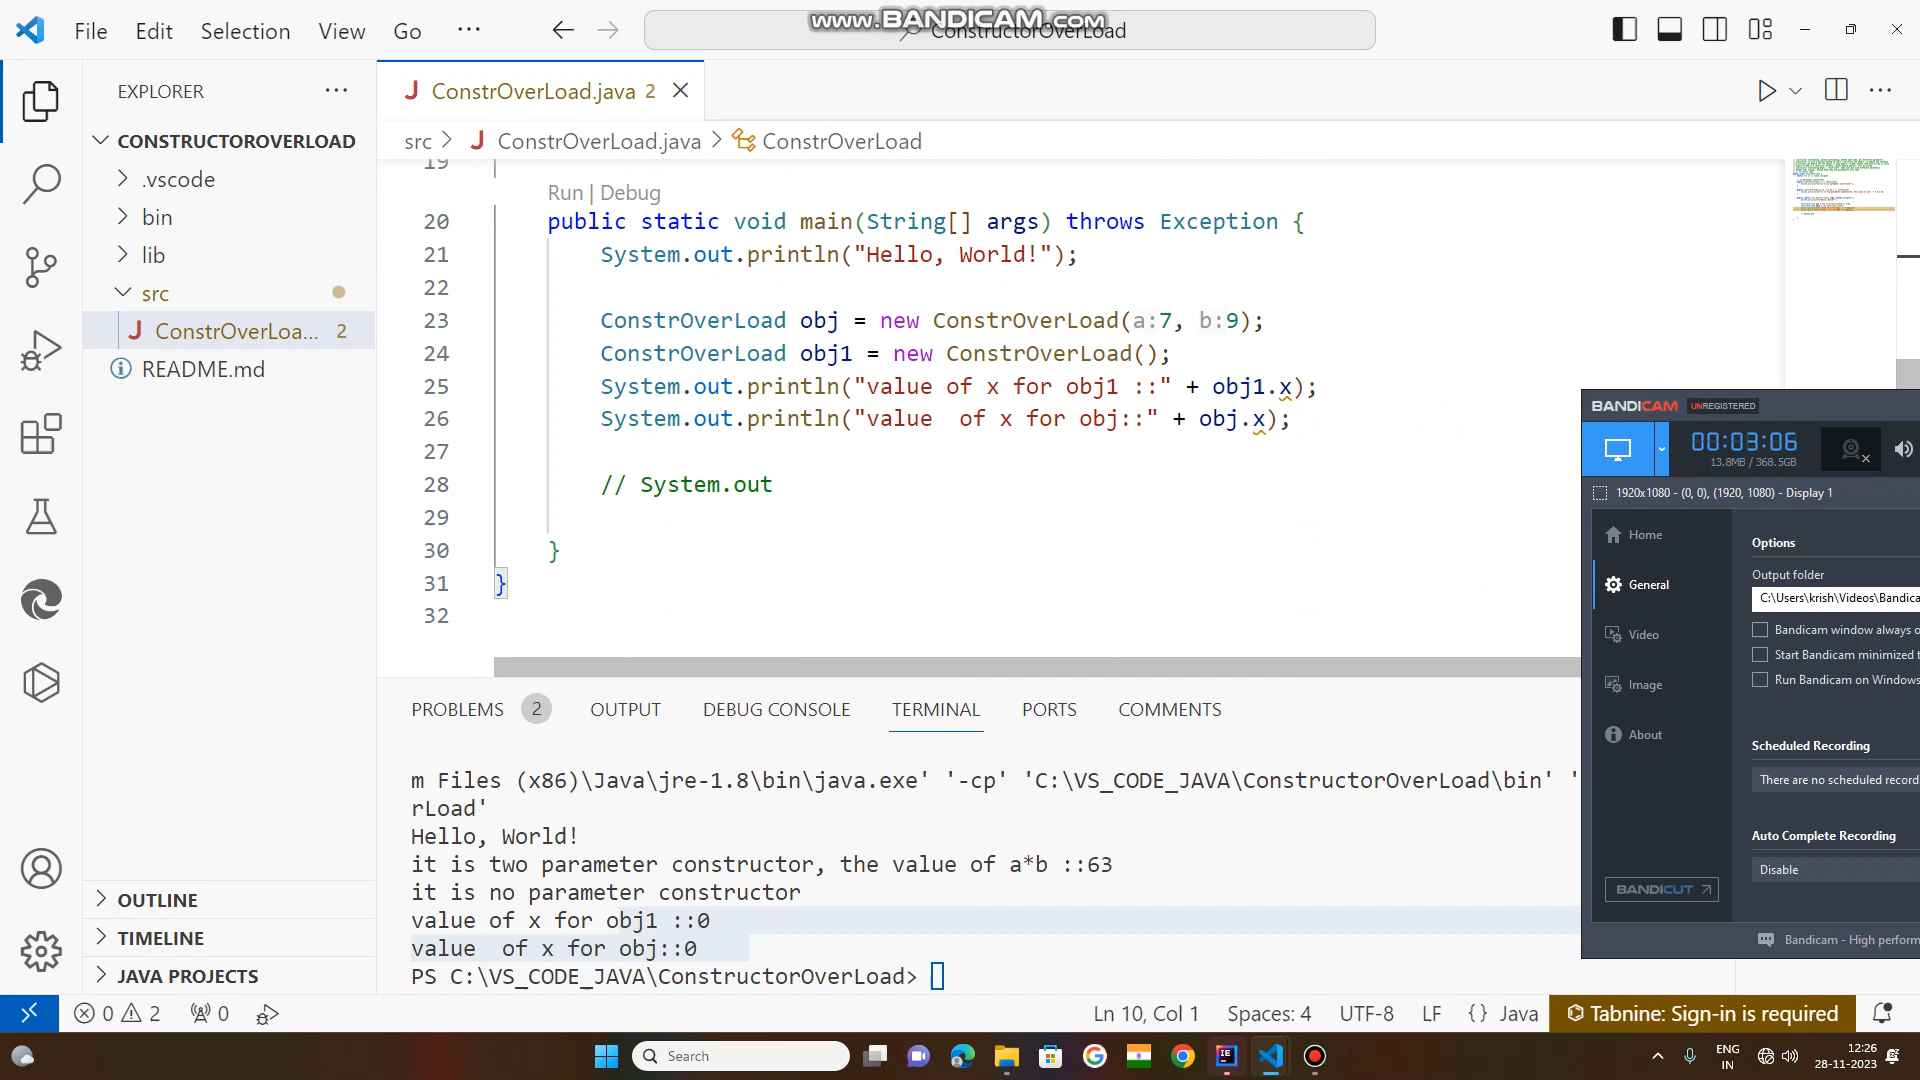 File Edit Selection View Go ···
ConstructorOverLoad
www.BANDICAM.com
EXPLORER ···
CONSTRUCTOROVERLOAD
.vscode
bin
lib
src
J ConstrOverLoa... 2
README.md
OUTLINE
TIMELINE
JAVA PROJECTS
J ConstrOverLoad.java 2
src > J ConstrOverLoad.java > ConstrOverLoad
19
Run | Debug
20 public static void main(String[] args) throws Exception {
21 System.out.println("Hello, World!");
22
23 ConstrOverLoad obj = new ConstrOverLoad(a:7, b:9);
24 ConstrOverLoad obj1 = new ConstrOverLoad();
25 System.out.println("value of x for obj1 ::" + obj1.x);
26 System.out.println("value  of x for obj::" + obj.x);
27
28 // System.out
29
30 }
31 }
32
PROBLEMS 2 OUTPUT DEBUG CONSOLE TERMINAL PORTS COMMENTS
m Files (x86)\Java\jre-1.8\bin\java.exe' '-cp' 'C:\VS_CODE_JAVA\ConstructorOverLoad\bin' '
rLoad'
Hello, World!
it is two parameter constructor, the value of a*b ::63
it is no parameter constructor
value of x for obj1 ::0
value  of x for obj::0
PS C:\VS_CODE_JAVA\ConstructorOverLoad>
BANDICAM UNREGISTERED
00:03:06
13.8MB / 368.5GB
1920x1080 - (0, 0), (1920, 1080) - Display 1
Home
General
Video
Image
About
BANDICUT
Options
Output folder
C:\Users\krish\Videos\Bandica
Bandicam window always o
Start Bandicam minimized t
Run Bandicam on Windows
Scheduled Recording
There are no scheduled record
Auto Complete Recording
Disable
Bandicam - High perform
0 2 0
Ln 10, Col 1 Spaces: 4 UTF-8 LF {} Java Tabnine: Sign-in is required
Search
ENG
IN
12:26
28-11-2023